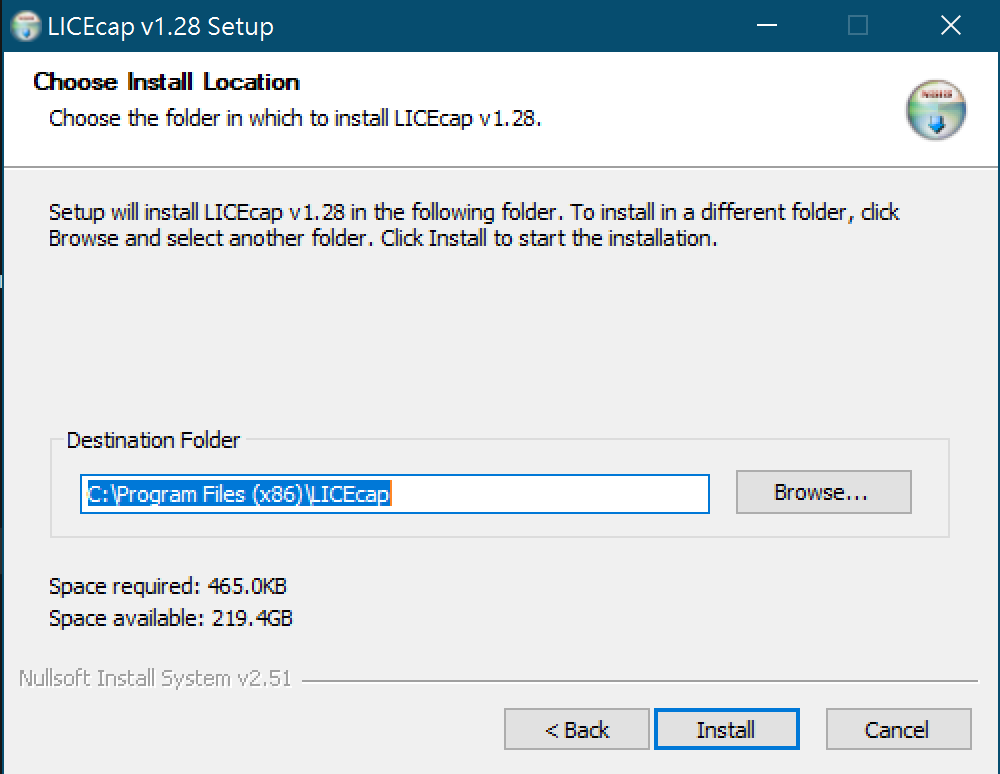 LICEcap v1.28 Setup
Choose Install Location
Choose the folder in which to install LICEcap v1.28.
NSIS
Setup will install LICEcap v1.28 in the following folder. To install in a different folder, click
Browse and select another folder. Click Install to start the installation.
Destination Folder
C:\Program Files (x86)\LICEcap
Browse...
Space required: 465.0KB
Space available: 219.4GB
Nullsoft Install System v2.51
< Back
Install
Cancel